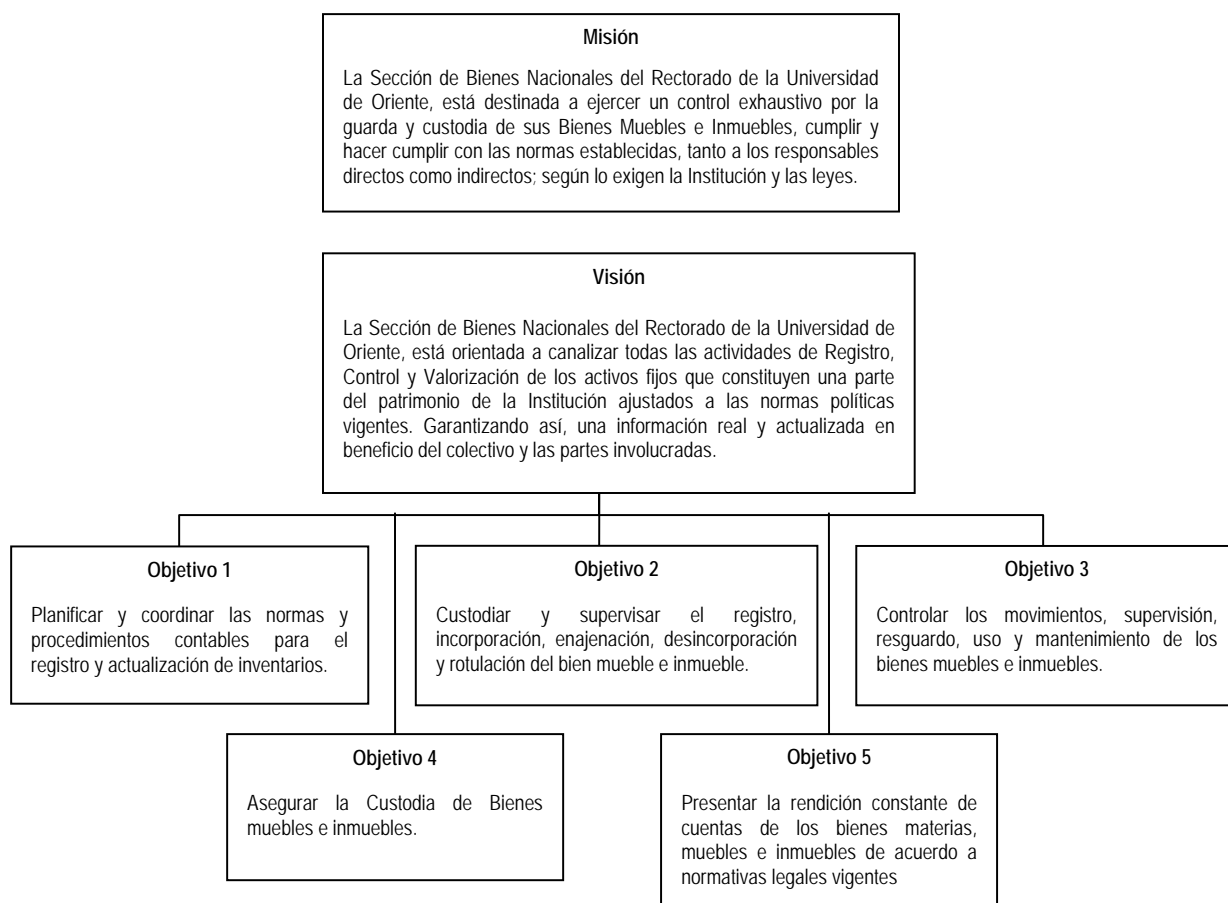 Misión
La Sección de Bienes Nacionales del Rectorado de la Universidad
de Oriente, está destinada a ejercer un control exhaustivo por la
guarda y custodia de sus Bienes Muebles e Inmuebles, cumplir y
hacer cumplir con las normas establecidas, tanto a los responsables
directos como indirectos; según lo exigen la Institución y las leyes.
Visión
La Sección de Bienes Nacionales del Rectorado de la Universidad de
Oriente, está orientada a canalizar todas las actividades de Registro,
Control y Valorización de los activos fijos que constituyen una parte
del patrimonio de la Institución ajustados a las normas políticas
vigentes. Garantizando así, una información real y actualizada en
beneficio del colectivo y las partes involucradas.
Objetivo 1
Planificar y coordinar las normas y
procedimientos contables para el
registro y actualización de inventarios.
Objetivo 2
Custodiar y supervisar el registro,
incorporación, enajenación, desincorporación
y rotulación del bien mueble e inmueble.
Objetivo 3
Controlar los movimientos, supervisión,
resguardo, uso y mantenimiento de los
bienes muebles e inmuebles.
Objetivo 4
Asegurar la Custodia de Bienes
muebles e inmuebles.
Objetivo 5
Presentar la rendición constante de
cuentas de los bienes materias,
muebles e inmuebles de acuerdo a
normativas legales vigentes